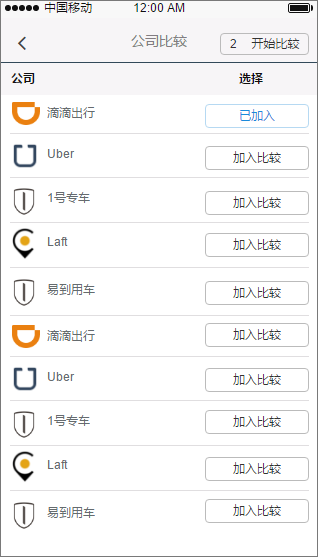 中国移动 12:00 AM
公司比较 2 开始比较
公司 选择
滴滴出行 已加入
Uber 加入比较
1号专车 加入比较
Laft 加入比较
易到用车 加入比较
滴滴出行 加入比较
Uber 加入比较
1号专车 加入比较
Laft 加入比较
易到用车 加入比较